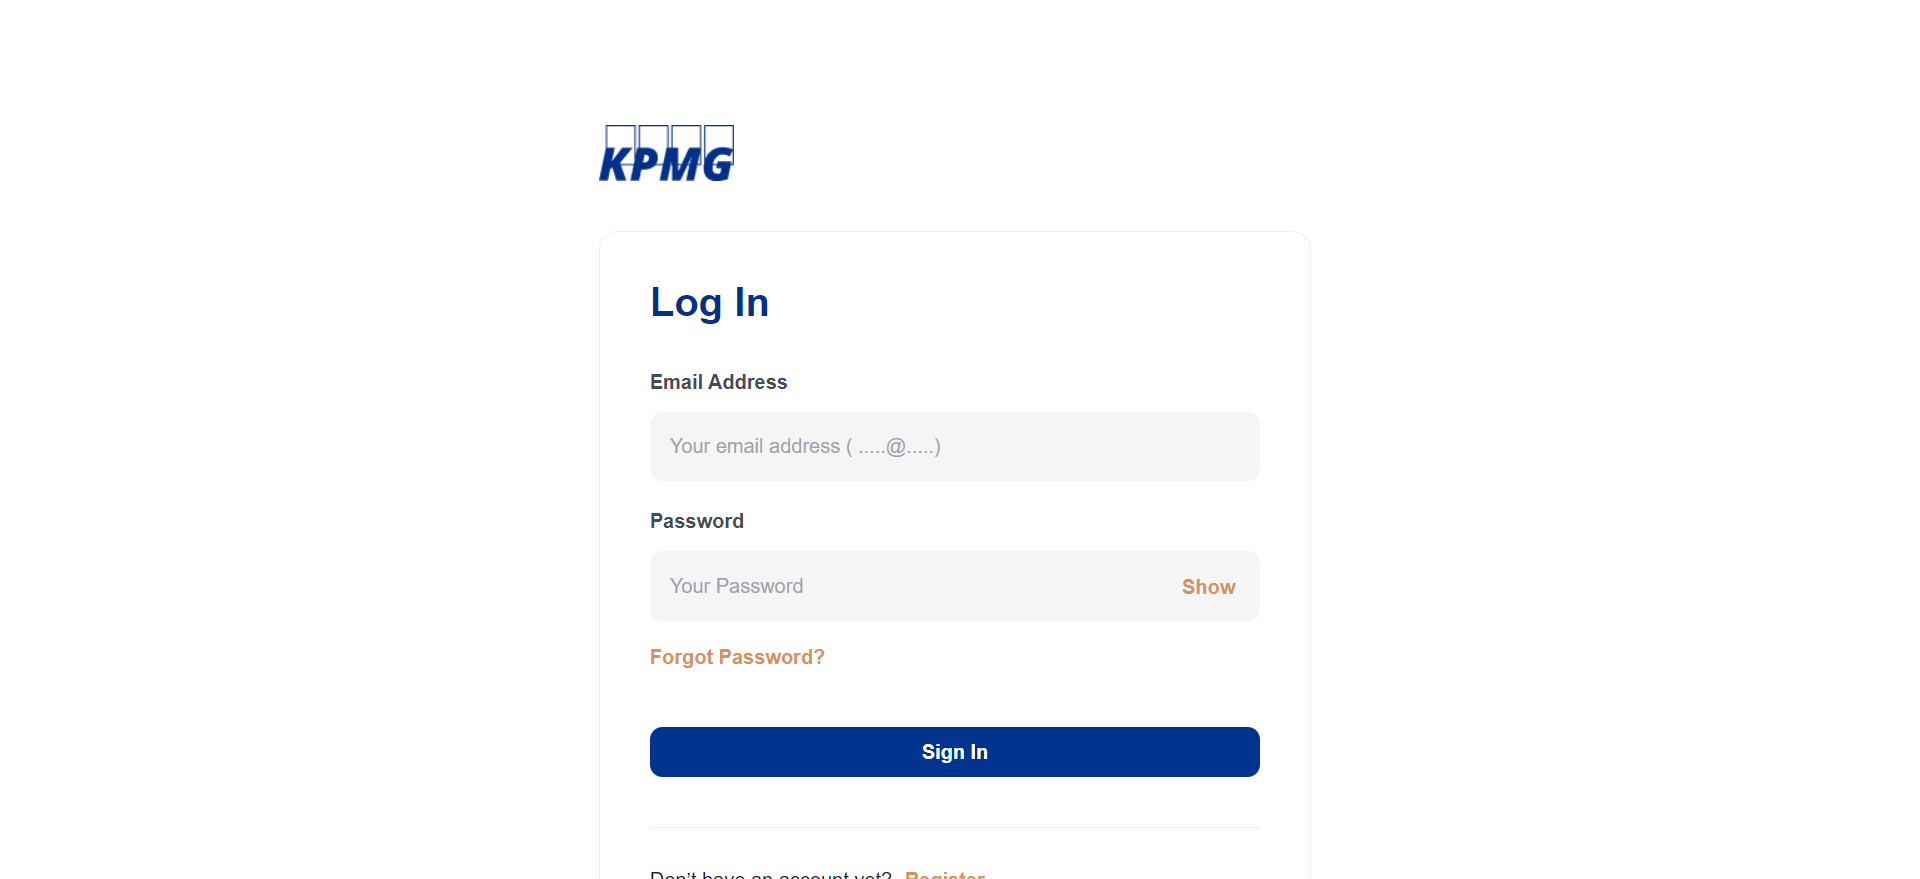 KPMG
Log In
Email Address
Your email address ( .....@.....)
Password
Your Password
Show
Forgot Password?
Sign In
Don't have an account yet? Register